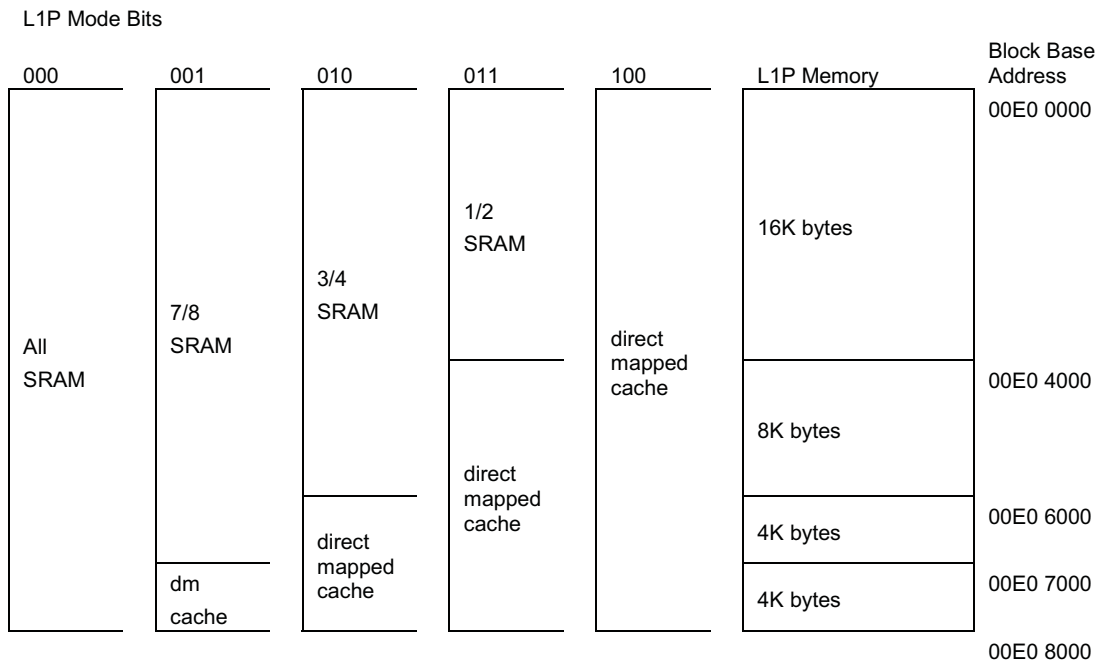 L1P Mode Bits
000 001 010 011 100 L1P Memory Block Base
Address
00E0 0000
1/2
SRAM
16K bytes
3/4
SRAM
7/8
SRAM
All
SRAM
direct
mapped
cache
00E0 4000
8K bytes
direct
mapped
cache
00E0 6000
4K bytes
direct
mapped
cache
dm
cache
00E0 7000
4K bytes
00E0 8000